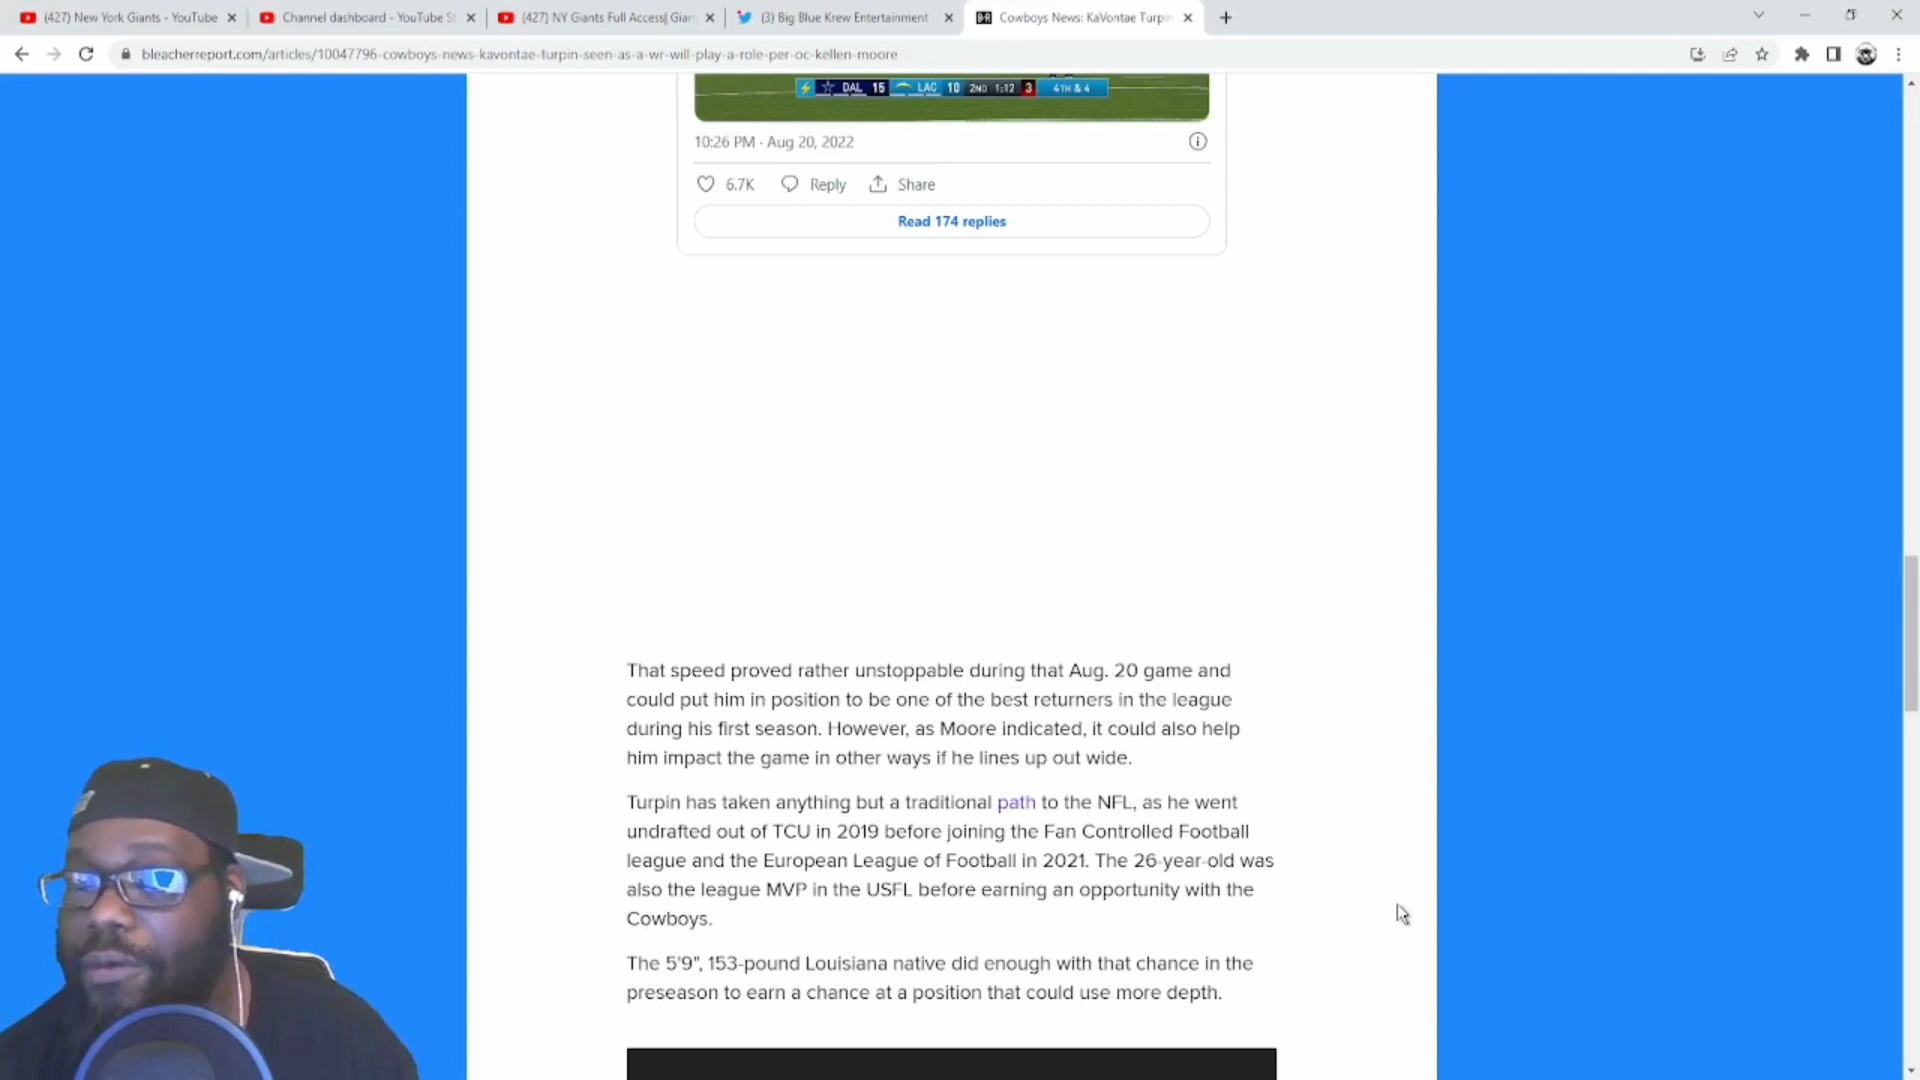 (427) New York Giants - YouTube
Channel dashboard - YouTube St
(427) NY Giants Full Access| Gian
(3) Big Blue Krew Entertainment
B/R Cowboys News: KaVontae Turpin
bleacherreport.com/articles/10047796-cowboys-news-kavontae-turpin-seen-as-a-wr-will-play-a-role-per-oc-kellen-moore
DAL 15 LAC 10 2ND 1:12 3 4TH & 4
10:26 PM · Aug 20, 2022
6.7K Reply Share
Read 174 replies
That speed proved rather unstoppable during that Aug. 20 game and
could put him in position to be one of the best returners in the league
during his first season. However, as Moore indicated, it could also help
him impact the game in other ways if he lines up out wide.
Turpin has taken anything but a traditional path to the NFL, as he went
undrafted out of TCU in 2019 before joining the Fan Controlled Football
league and the European League of Football in 2021. The 26-year-old was
also the league MVP in the USFL before earning an opportunity with the
Cowboys.
The 5'9", 153-pound Louisiana native did enough with that chance in the
preseason to earn a chance at a position that could use more depth.